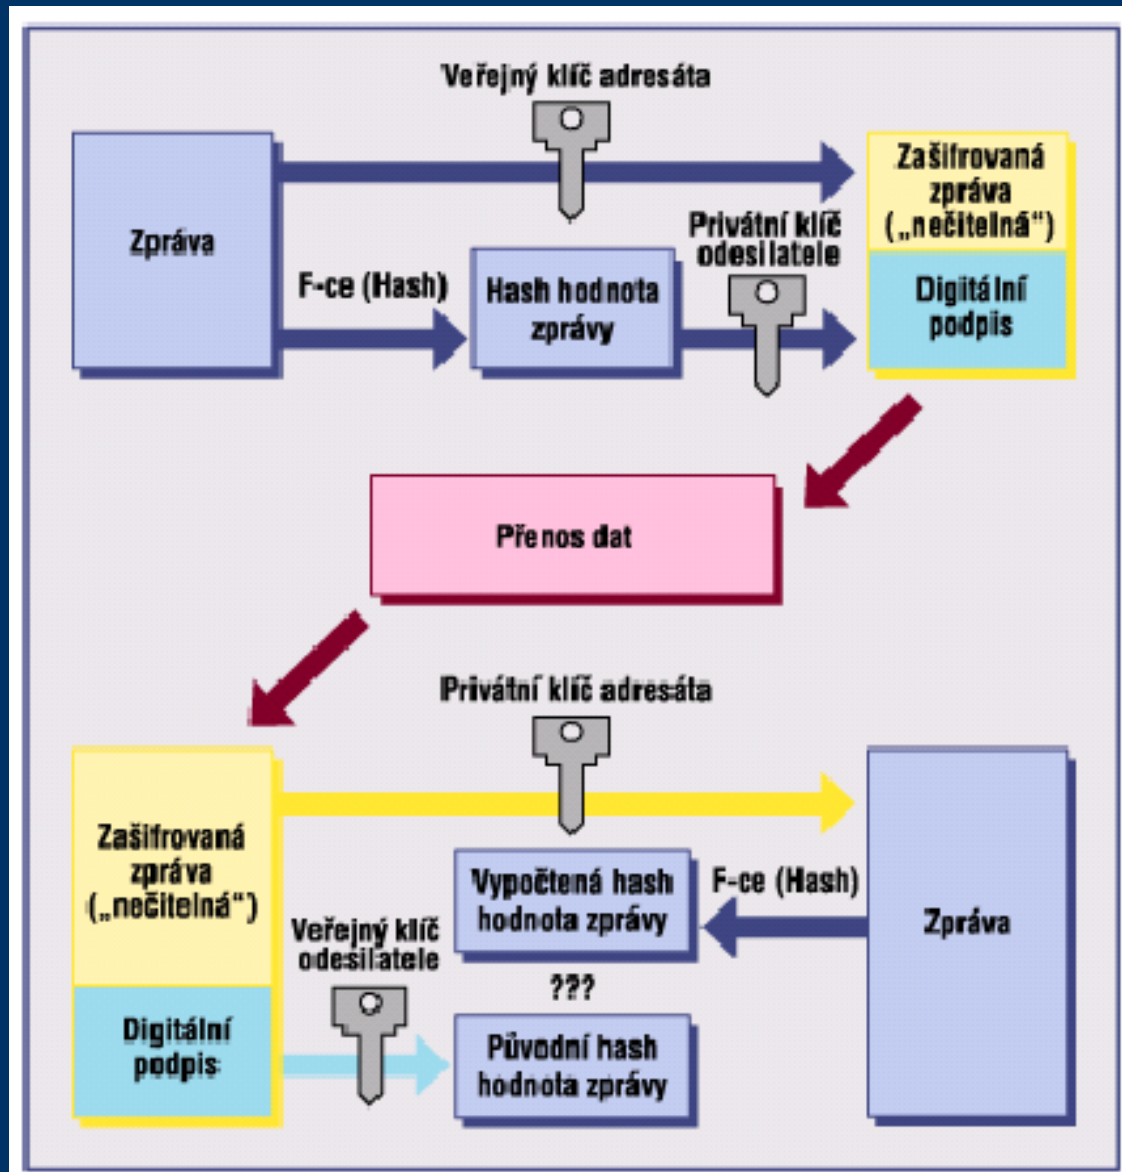 Veřejný klíč adresáta
Zpráva
Zašifrovaná
zpráva
(„nečitelná“)
Privátní klíč
odesilatele
F-ce (Hash)
Hash hodnota
zprávy
Digitální
podpis
Přenos dat
Privátní klíč adresáta
Zašifrovaná
zpráva
(„nečitelná“)
Vypočtená hash
hodnota zprávy
F-ce (Hash)
Zpráva
Veřejný klíč
odesilatele
???
Digitální
podpis
Původní hash
hodnota zprávy